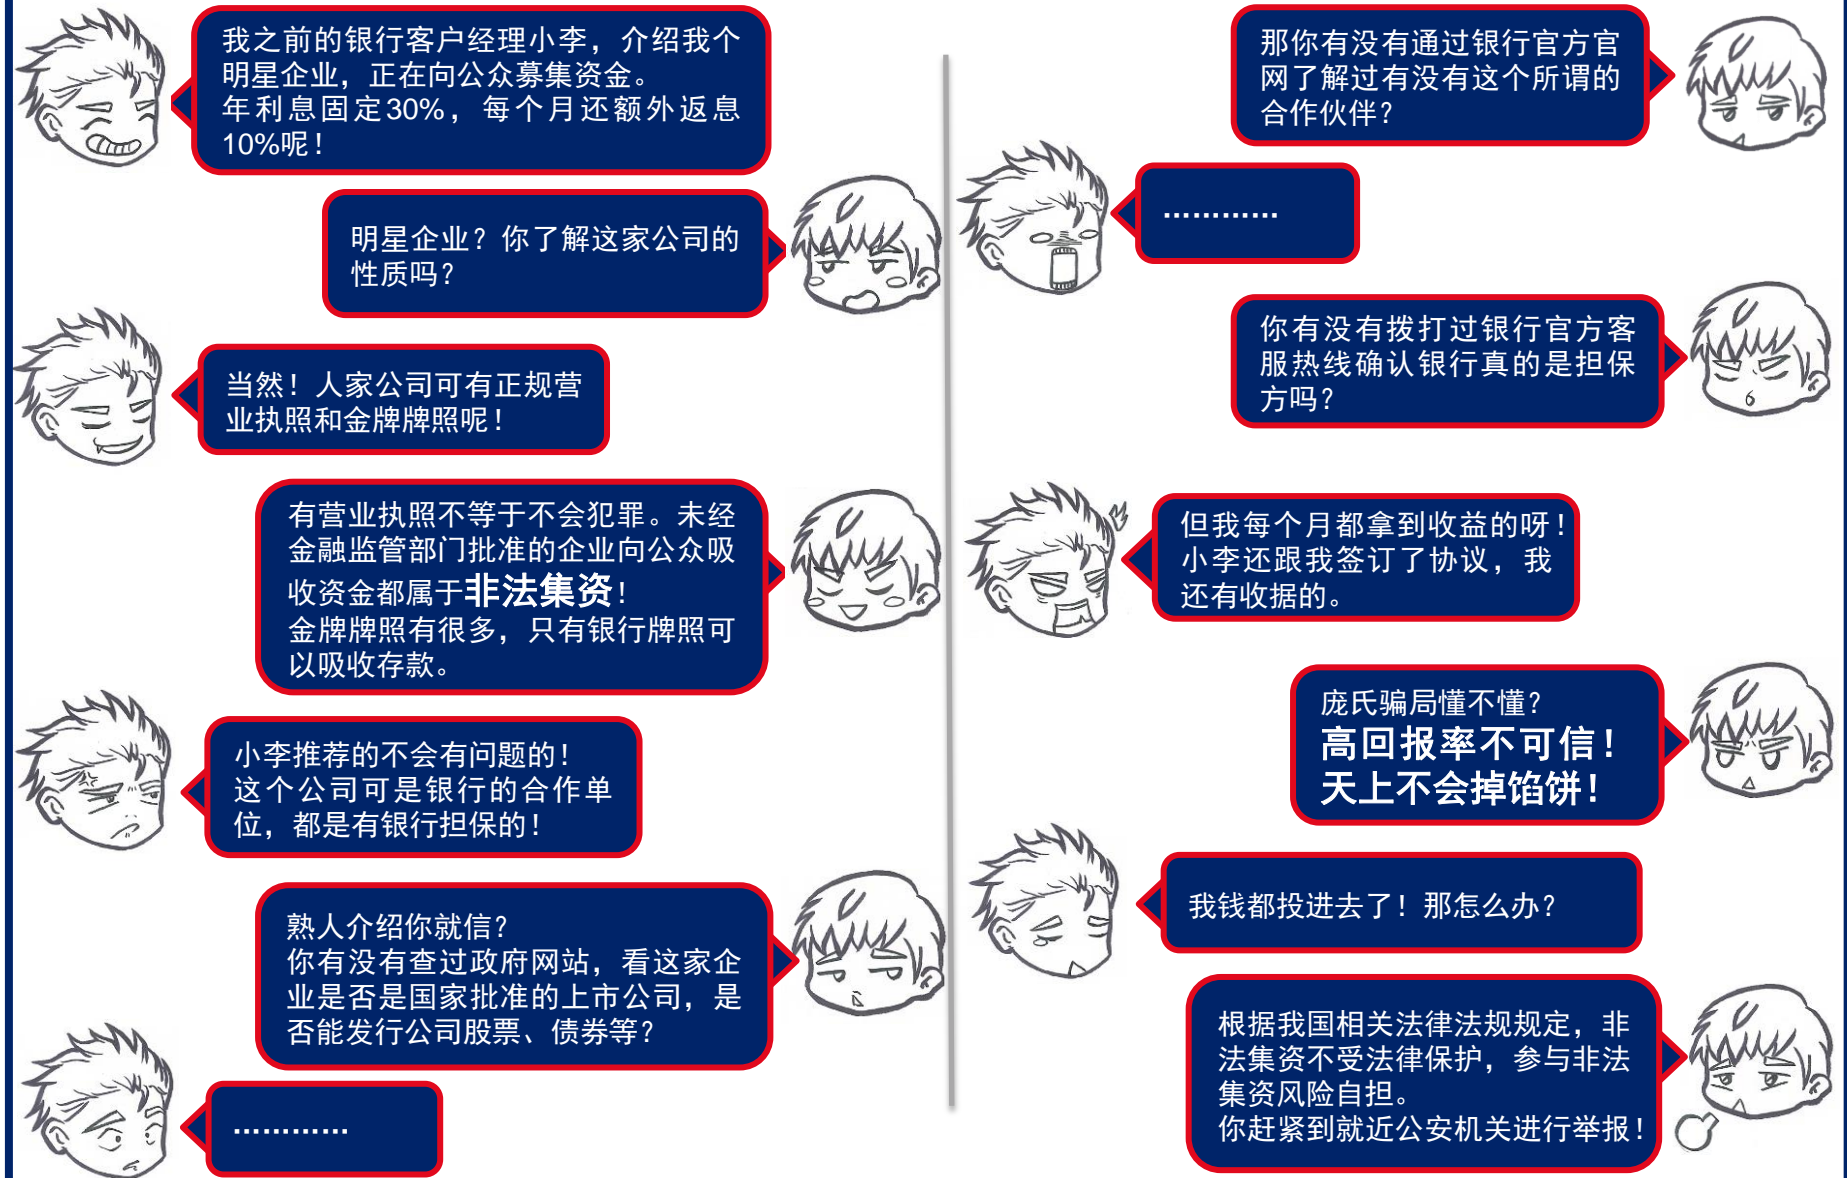 我之前的银行客户经理小李，介绍我个
明星企业，正在向公众募集资金。
年利息固定30%，每个月还额外返息
10%呢！
明星企业？你了解这家公司的
性质吗？
当然！人家公司可有正规营
业执照和金牌牌照呢！
有营业执照不等于不会犯罪。未经
金融监管部门批准的企业向公众吸
收资金都属于非法集资！
金牌牌照有很多，只有银行牌照可
以吸收存款。
小李推荐的不会有问题的！
这个公司可是银行的合作单
位，都是有银行担保的！
熟人介绍你就信？
你有没有查过政府网站，看这家企
业是否是国家批准的上市公司，是
否能发行公司股票、债券等？
…………
那你有没有通过银行官方官
网了解过有没有这个所谓的
合作伙伴？
…………
你有没有拨打过银行官方客
服热线确认银行真的是担保
方吗？
但我每个月都拿到收益的呀！
小李还跟我签订了协议，我
还有收据的。
庞氏骗局懂不懂？
高回报率不可信！
天上不会掉馅饼！
我钱都投进去了！那怎么办？
根据我国相关法律法规规定，非
法集资不受法律保护，参与非法
集资风险自担。
你赶紧到就近公安机关进行举报！